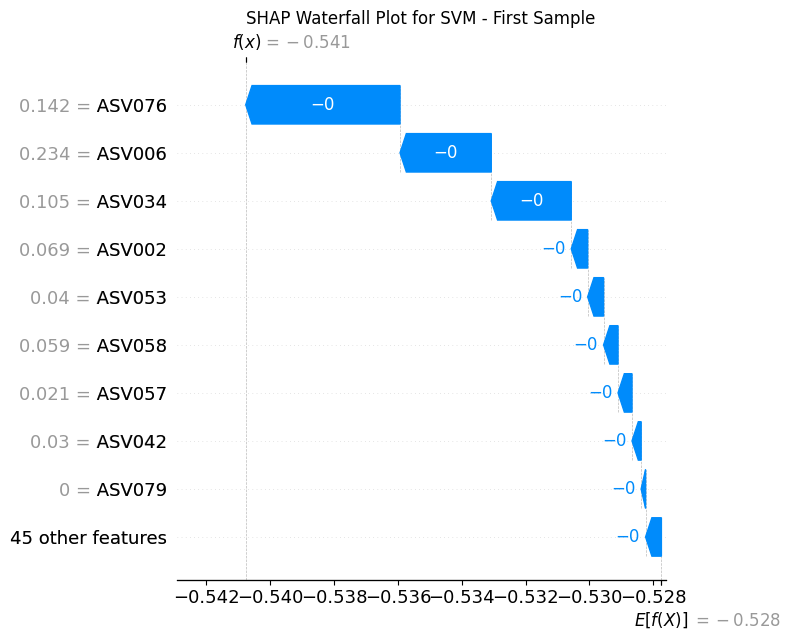 SHAP Waterfall Plot for SVM - First Sample
f(x) = −0.541
0.142 = ASV076 −0
0.234 = ASV006 −0
0.105 = ASV034 −0
0.069 = ASV002 −0
0.04 = ASV053 −0
0.059 = ASV058 −0
0.021 = ASV057 −0
0.03 = ASV042 −0
0 = ASV079 −0
45 other features −0
−0.542 −0.540 −0.538 −0.536 −0.534 −0.532 −0.530 −0.528
E[f(X)] = −0.528